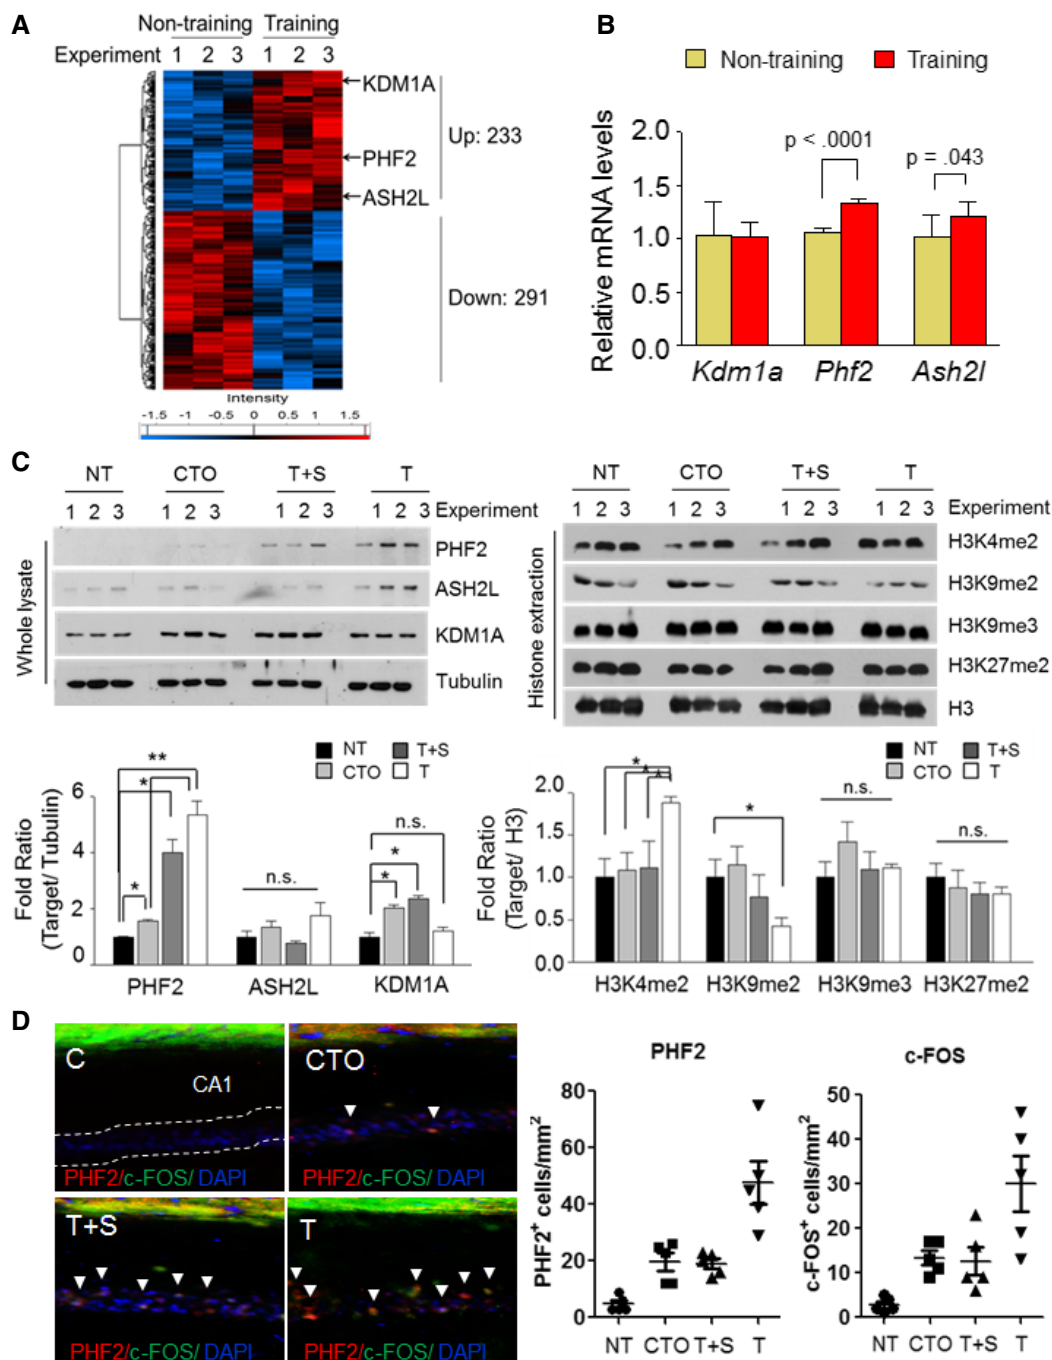 A
Non-training Training
Experiment 1 2 3 1 2 3
KDM1A
Up: 233
PHF2
ASH2L
Down: 291
Intensity
-1.5 -1 -0.5 0 0.5 1 1.5
B
Non-training Training
Relative mRNA levels
2.0
1.5
1.0
0.5
0.0
p < .0001
p = .043
Kdm1a Phf2 Ash2l
C
NT CTO T+S T
1 2 3 1 2 3 1 2 3 1 2 3 Experiment
Whole lysate
PHF2
ASH2L
KDM1A
Tubulin
NT CTO T+S T
1 2 3 1 2 3 1 2 3 1 2 3 Experiment
Histone extraction
H3K4me2
H3K9me2
H3K9me3
H3K27me2
H3
NT T+S
CTO T
Fold Ratio
(Target/ Tubulin)
6
4
2
0
**
*
*
n.s.
n.s.
*
*
PHF2 ASH2L KDM1A
NT T+S
CTO T
Fold Ratio
(Target/ H3)
2.0
1.5
1.0
0.5
0.0
*
*
*
*
n.s.
n.s.
H3K4me2 H3K9me2 H3K9me3 H3K27me2
D
C
CA1
PHF2/c-FOS/ DAPI
CTO
PHF2/c-FOS/ DAPI
T+S
PHF2/c-FOS/ DAPI
T
PHF2/c-FOS/ DAPI
PHF2
PHF2+ cells/mm²
80
60
40
20
0
NT CTO T+S T
c-FOS
c-FOS+ cells/mm²
50
40
30
20
10
0
NT CTO T+S T